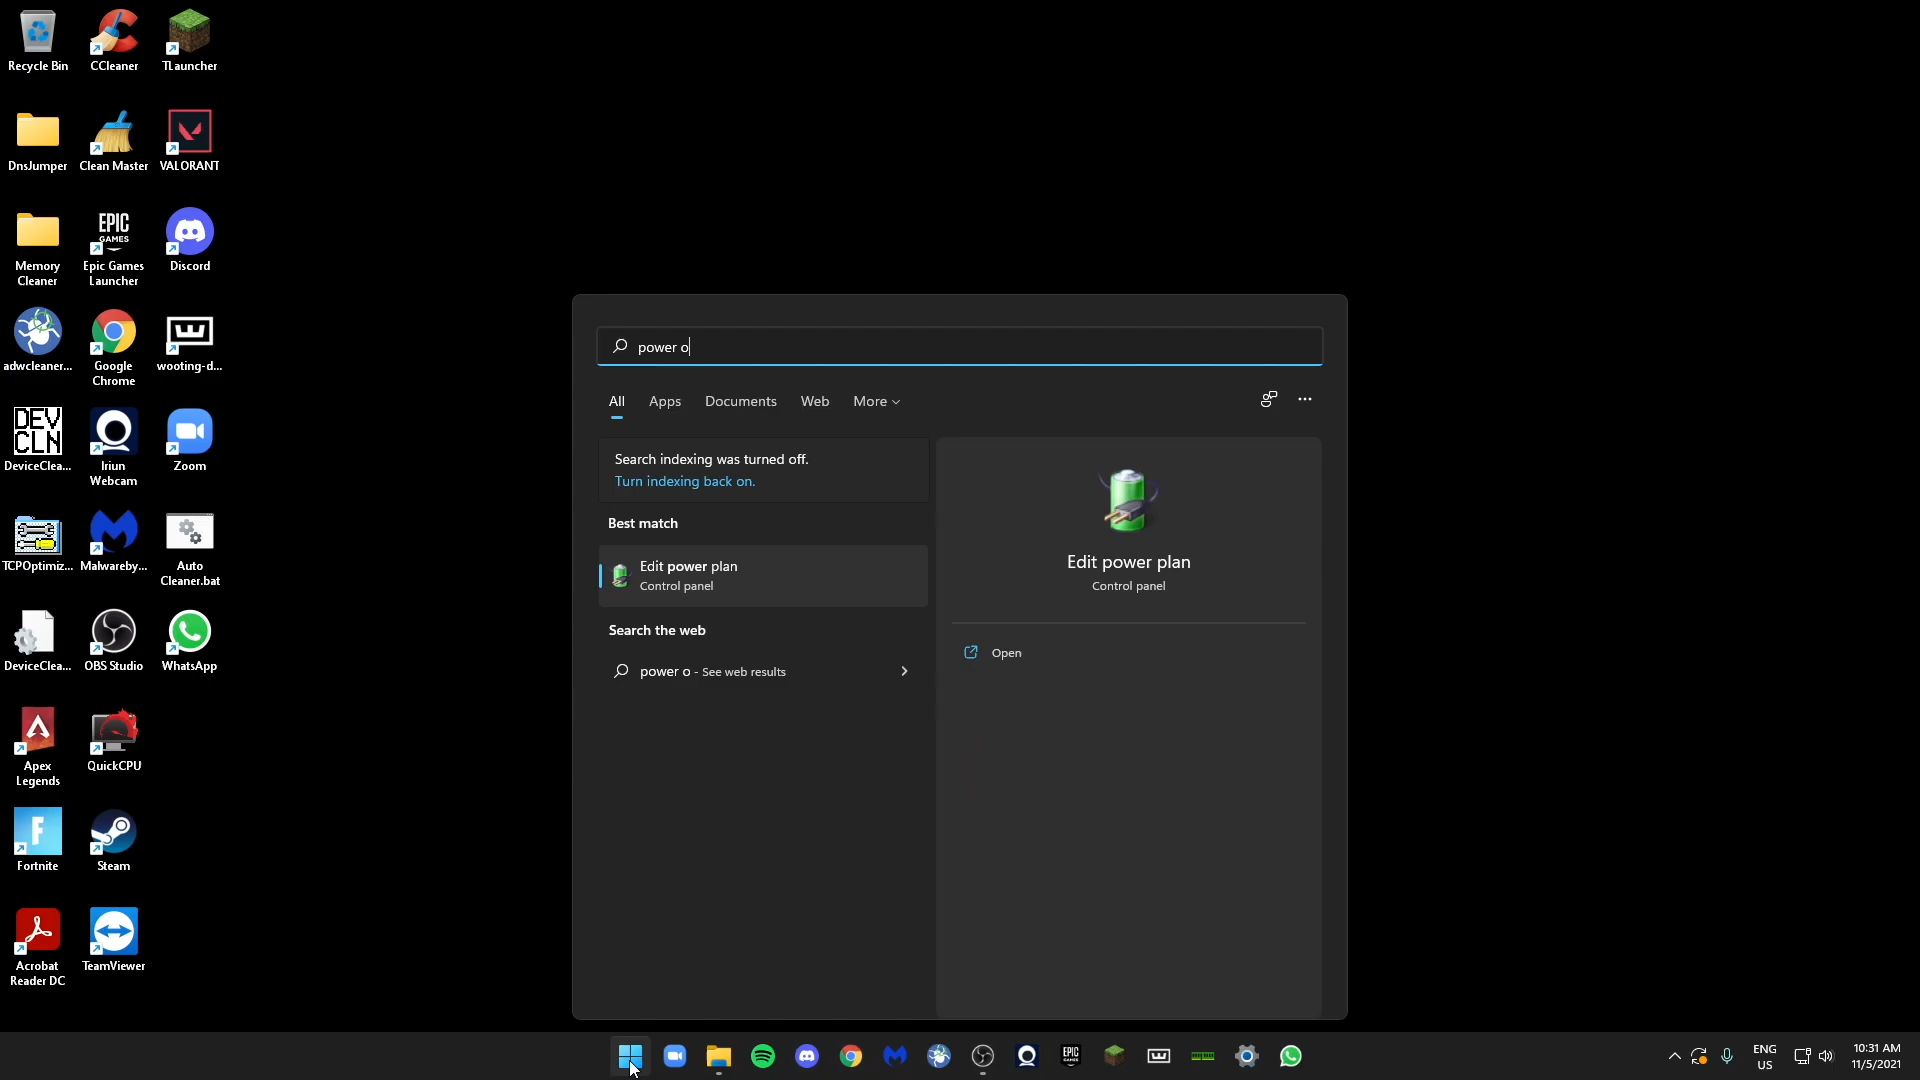 Recycle Bin
CCleaner
TLauncher
DnsJumper
Clean Master
VALORANT
EPIC
GAMES
Memory
Cleaner
Epic Games
Launcher
Discord
adwcleaner...
Google
Chrome
wooting-d...
DEV
CLN
DeviceClea...
Iriun
Webcam
Zoom
TCPOptimiz...
Malwareby...
Auto
Cleaner.bat
DeviceClea...
OBS Studio
WhatsApp
Apex
Legends
QuickCPU
Fortnite
Steam
Acrobat
Reader DC
TeamViewer
power o
All Apps Documents Web More
Search indexing was turned off.
Turn indexing back on.
Best match
Edit power plan
Control panel
Search the web
power o - See web results
Edit power plan
Control panel
Open
EPIC
ENG
US
10:31 AM
11/5/2021